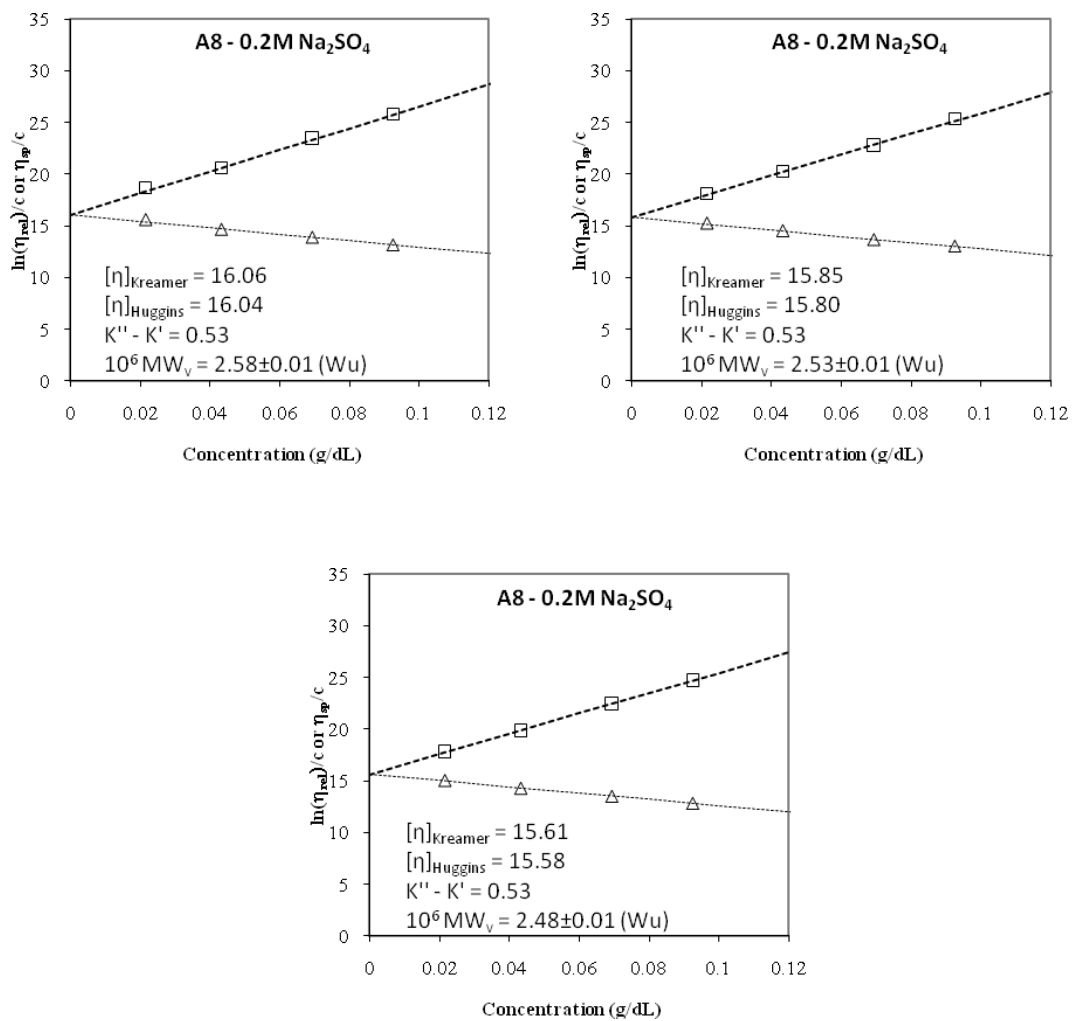 A8 - 0.2M Na₂SO₄
35
30
25
20
15
10
5
0
ln(η_rel)/c or η_sp/c
[η]Kreamer = 16.06
[η]Huggins = 16.04
K'' - K' = 0.53
10⁶ MWᵥ = 2.58±0.01 (Wu)
0 0.02 0.04 0.06 0.08 0.1 0.12
Concentration (g/dL)
A8 - 0.2M Na₂SO₄
35
30
25
20
15
10
5
0
ln(η_rel)/c or η_sp/c
[η]Kreamer = 15.85
[η]Huggins = 15.80
K'' - K' = 0.53
10⁶ MWᵥ = 2.53±0.01 (Wu)
0 0.02 0.04 0.06 0.08 0.1 0.12
Concentration (g/dL)
A8 - 0.2M Na₂SO₄
35
30
25
20
15
10
5
0
ln(η_rel)/c or η_sp/c
[η]Kreamer = 15.61
[η]Huggins = 15.58
K'' - K' = 0.53
10⁶ MWᵥ = 2.48±0.01 (Wu)
0 0.02 0.04 0.06 0.08 0.1 0.12
Concentration (g/dL)